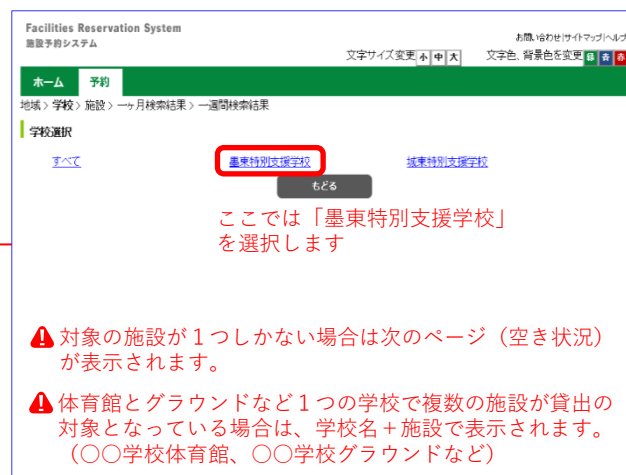 Facilities Reservation System
施設予約システム
お問い合わせ|サイトマップ|ヘルプ
文字サイズ変更 小 中 大 文字色、背景色を変更 緑 青 赤
ホーム 予約
地域> 学校> 施設> 一ヶ月検索結果> 一週間検索結果
学校選択
すべて 墨東特別支援学校 城東特別支援学校
もどる
ここでは「墨東特別支援学校」
を選択します
対象の施設が１つしかない場合は次のページ（空き状況）
が表示されます。
体育館とグラウンドなど１つの学校で複数の施設が貸出の
対象となっている場合は、学校名＋施設で表示されます。
（○○学校体育館、○○学校グラウンドなど）